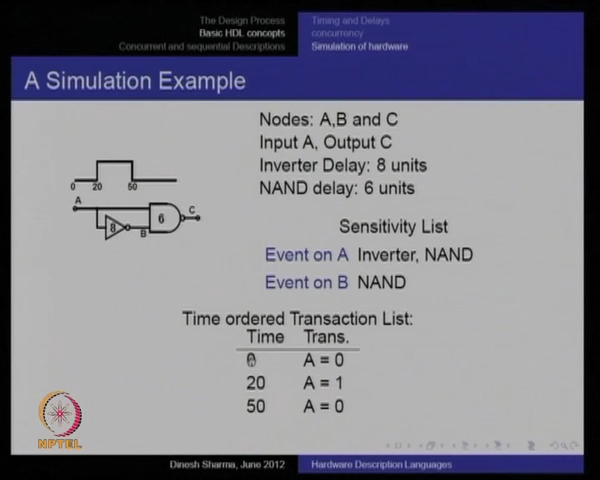 The Design Process
Basic HDL concepts
Concurrent and sequential Descriptions
Timing and Delays
concurrency
Simulation of hardware
A Simulation Example
Nodes: A,B and C
Input A, Output C
Inverter Delay: 8 units
NAND delay: 6 units
0 20 50
A
8
B
6
C
Sensitivity List
Event on A Inverter, NAND
Event on B NAND
Time ordered Transaction List:
Time Trans.
0 A = 0
20 A = 1
50 A = 0
NPTEL
Dinesh Sharma, June 2012
Hardware Description Languages